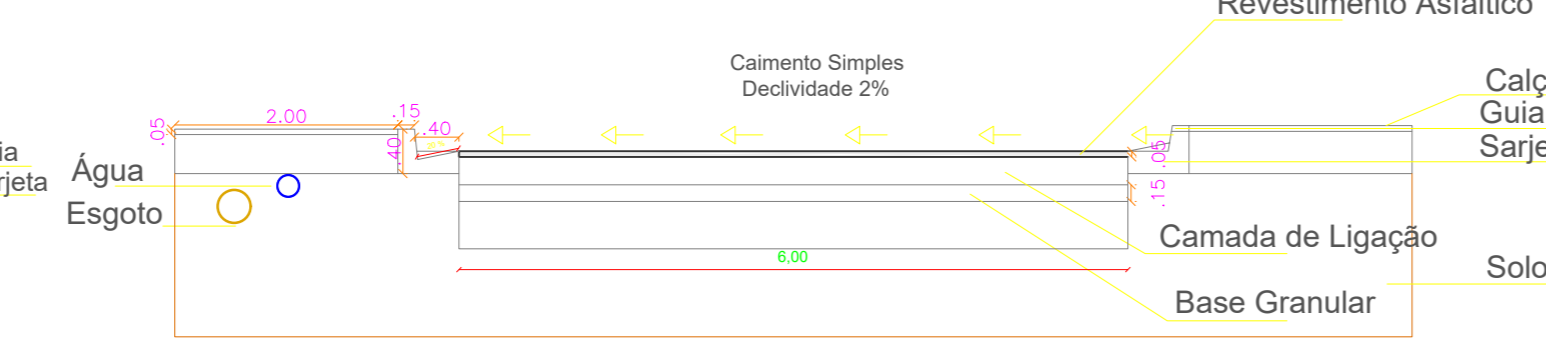 Revestimento Asfáltico
Caimento Simples
Declividade 2%
Calç
2.00
.15
Guia
.05
.40
.40
.05
Sarje
ia
rjeta
Água
.15
Esgoto
Camada de Ligação
6,00
Solo
Base Granular